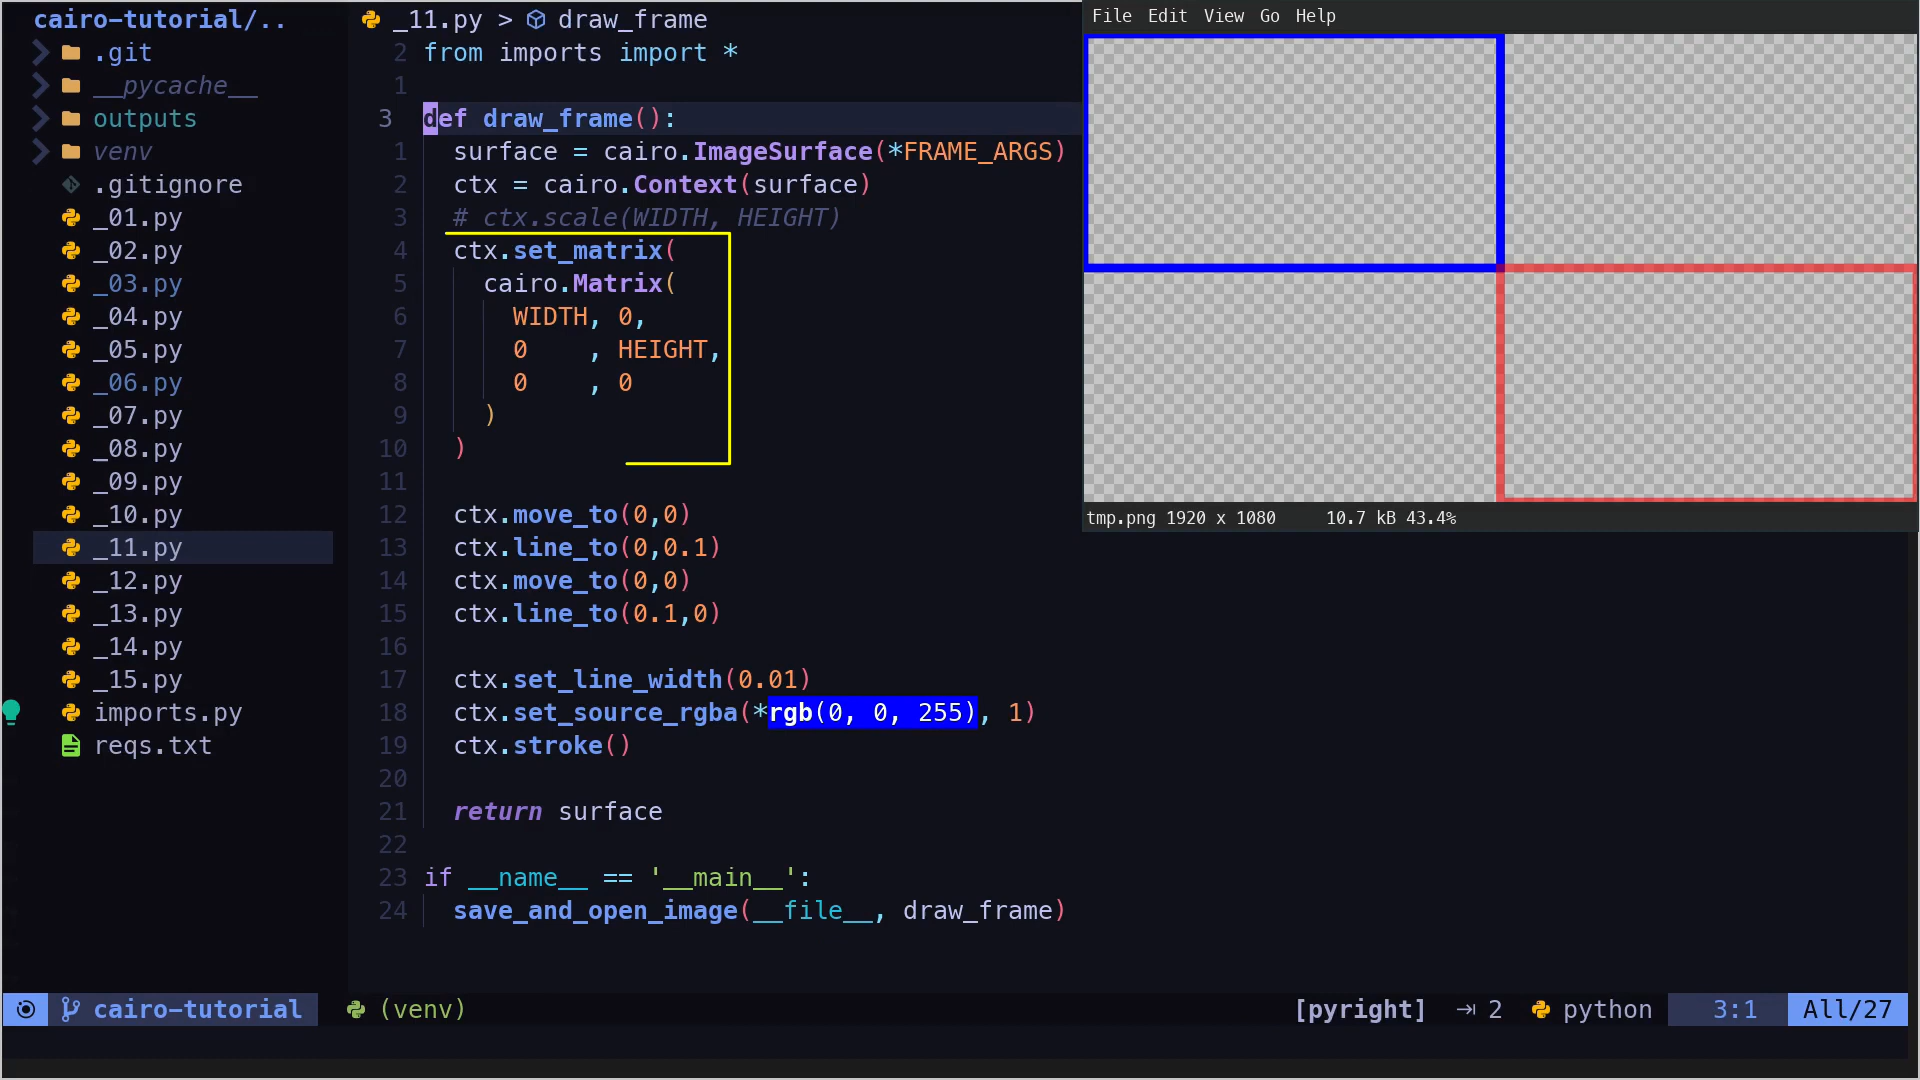 cairo-tutorial/..
.git
__pycache__
outputs
venv
.gitignore
_01.py
_02.py
_03.py
_04.py
_05.py
_06.py
_07.py
_08.py
_09.py
_10.py
_11.py
_12.py
_13.py
_14.py
_15.py
imports.py
reqs.txt
_11.py > draw_frame
2 from imports import *
1
3 def draw_frame():
1 surface = cairo.ImageSurface(*FRAME_ARGS)
2 ctx = cairo.Context(surface)
3 # ctx.scale(WIDTH, HEIGHT)
4 ctx.set_matrix(
5 cairo.Matrix(
6 WIDTH, 0,
7 0 , HEIGHT,
8 0 , 0
9 )
10 )
11
12 ctx.move_to(0,0)
13 ctx.line_to(0,0.1)
14 ctx.move_to(0,0)
15 ctx.line_to(0.1,0)
16
17 ctx.set_line_width(0.01)
18 ctx.set_source_rgba(*rgb(0, 0, 255), 1)
19 ctx.stroke()
20
21 return surface
22
23 if __name__ == '__main__':
24 save_and_open_image(__file__, draw_frame)
File Edit View Go Help
tmp.png 1920 x 1080 10.7 kB 43.4%
cairo-tutorial (venv) [pyright] ⇥ 2 python 3:1 All/27